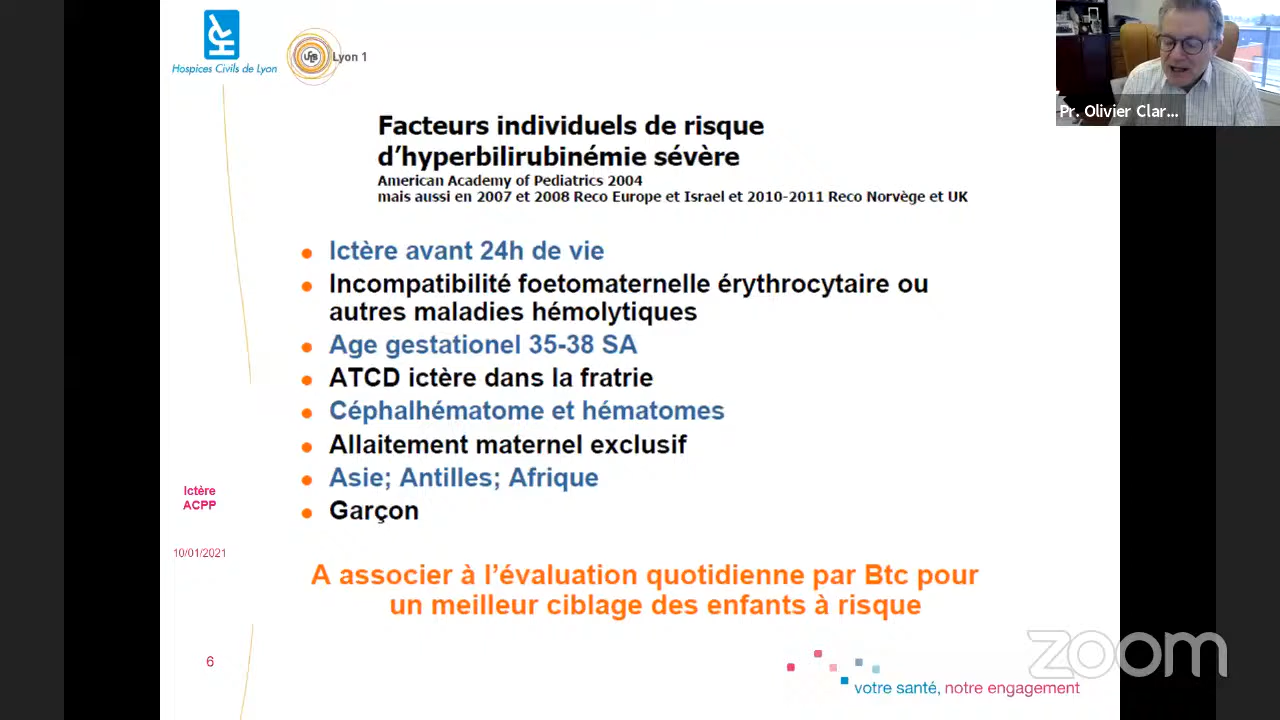 Hospices Civils de Lyon
Lyon 1
Pr. Olivier Clar...
Facteurs individuels de risque
d'hyperbilirubinémie sévère
American Academy of Pediatrics 2004
mais aussi en 2007 et 2008 Reco Europe et Israel et 2010-2011 Reco Norvège et UK
Ictère avant 24h de vie
Incompatibilité foetomaternelle érythrocytaire ou
autres maladies hémolytiques
Age gestationel 35-38 SA
ATCD ictère dans la fratrie
Céphalhématome et hématomes
Allaitement maternel exclusif
Asie; Antilles; Afrique
Garçon
Ictère
ACPP
10/01/2021
A associer à l'évaluation quotidienne par Btc pour
un meilleur ciblage des enfants à risque
6
zoom
votre santé, notre engagement